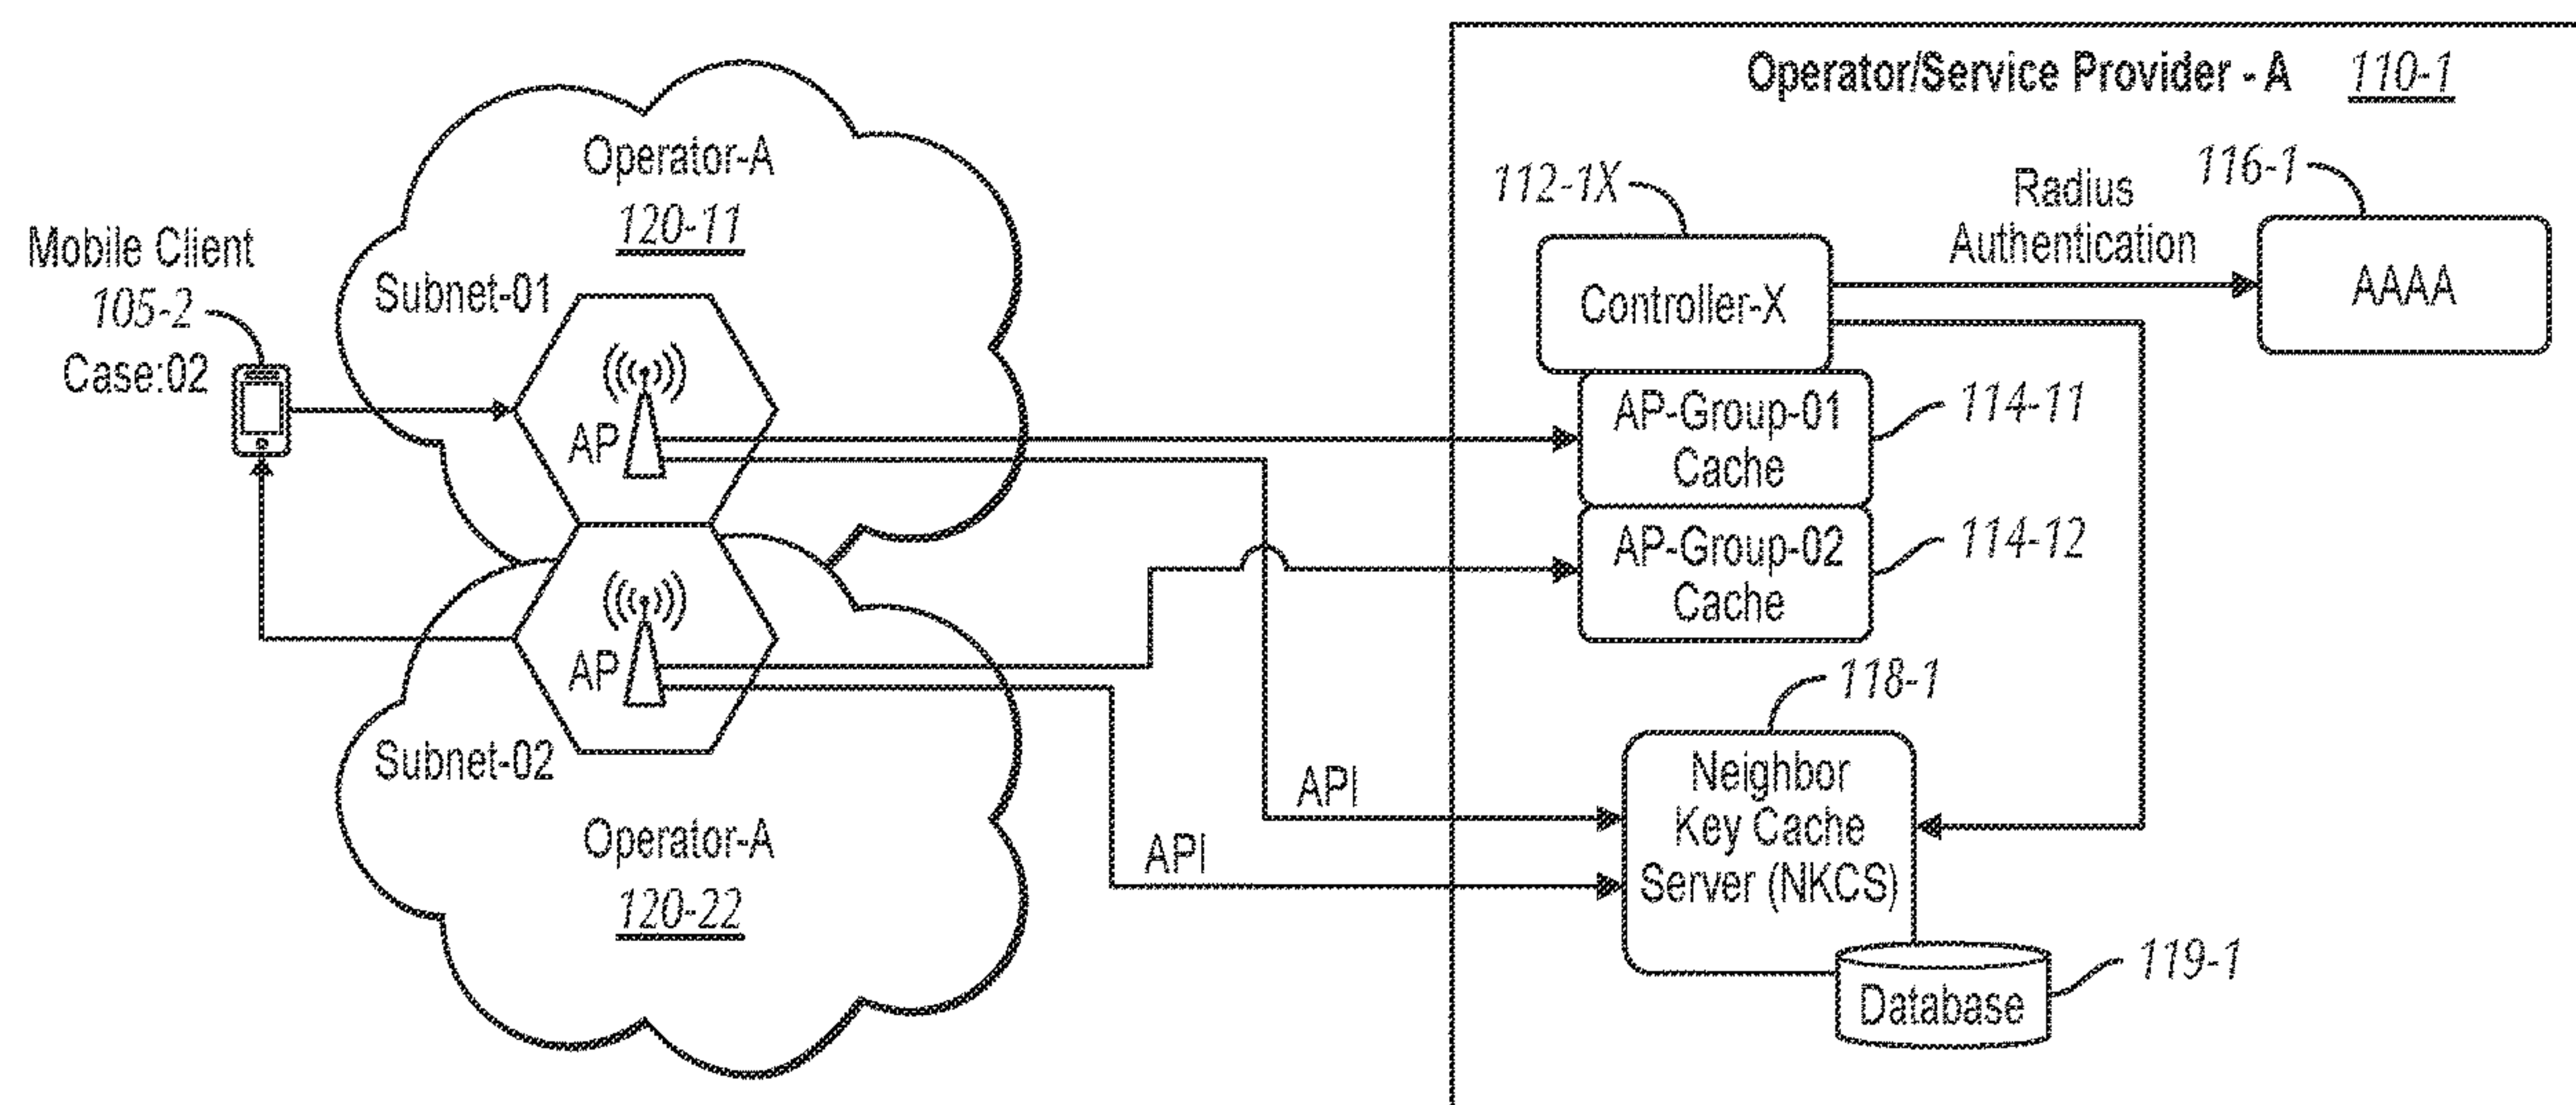 Operator/Service Provider - A 110-1
Operator-A
120-11
Subnet-01
Mobile Client
105-2
Case:02
AP
AP
Subnet-02
Operator-A
120-22
112-1X
Controller-X
Radius
Authentication
116-1
AAAA
AP-Group-01
Cache
114-11
AP-Group-02
Cache
114-12
118-1
Neighbor
Key Cache
Server (NKCS)
API
API
Database
119-1